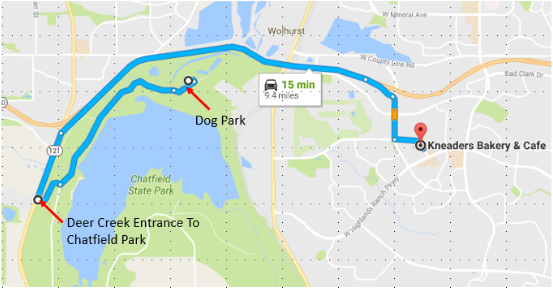 W Mineral Ave
Wolhurst
W County Line Rd
Dad Clark Dr
15 min
9.4 miles
Dog Park
Kneaders Bakery & Cafe
121
Chatfield
State Park
W Highlands Ranch Pkwy
Deer Creek Entrance To
Chatfield Park